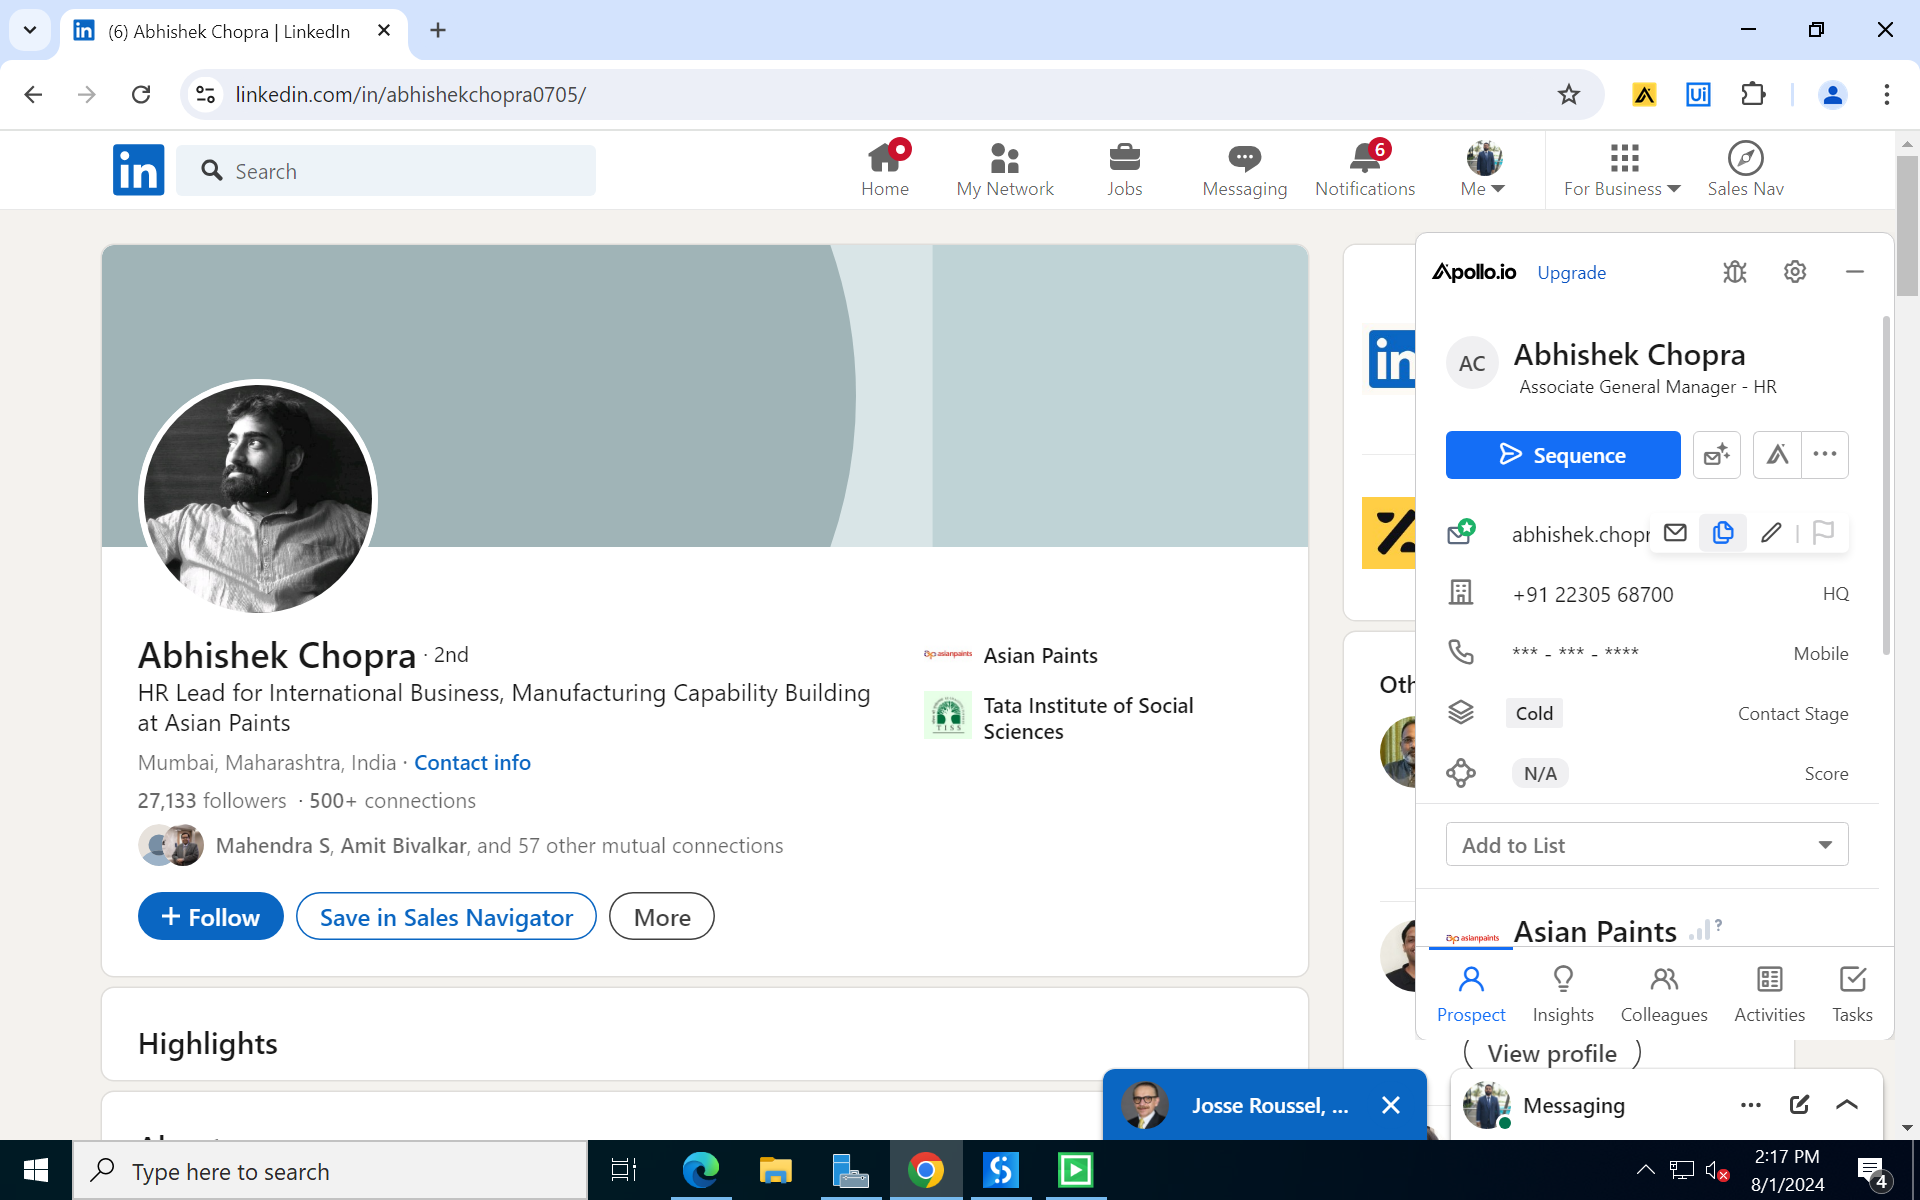 (6) Abhishek Chopra | LinkedIn
linkedin.com/in/abhishekchopra0705/
Ui
in
Search
Home
My Network
Jobs
Messaging
6
Notifications
Me
For Business
Sales Nav
Apollo.io
Upgrade
AC
Abhishek Chopra
Associate General Manager - HR
Sequence
abhishek.chopr
+91 22305 68700
HQ
*** - *** - ****
Mobile
Cold
Contact Stage
N/A
Score
Add to List
asianpaints
Asian Paints
?
Prospect
Insights
Colleagues
Activities
Tasks
Abhishek Chopra · 2nd
HR Lead for International Business, Manufacturing Capability Building
at Asian Paints
Mumbai, Maharashtra, India · Contact info
27,133 followers · 500+ connections
Mahendra S, Amit Bivalkar, and 57 other mutual connections
asianpaints
Asian Paints
TISS
Tata Institute of Social
Sciences
+ Follow
Save in Sales Navigator
More
in
Oth
Highlights
View profile
Josse Roussel, ...
Messaging
Type here to search
2:17 PM
8/1/2024
4